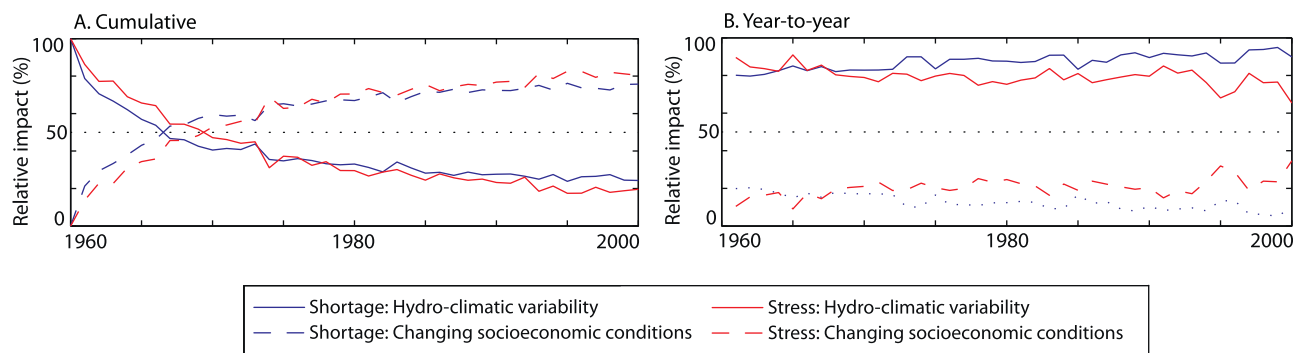 A. Cumulative
Relative impact (%)
100
50
0
1960
1980
2000
B. Year-to-year
Relative impact (%)
100
50
0
1960
1980
2000
Shortage: Hydro-climatic variability
Stress: Hydro-climatic variability
Shortage: Changing socioeconomic conditions
Stress: Changing socioeconomic conditions